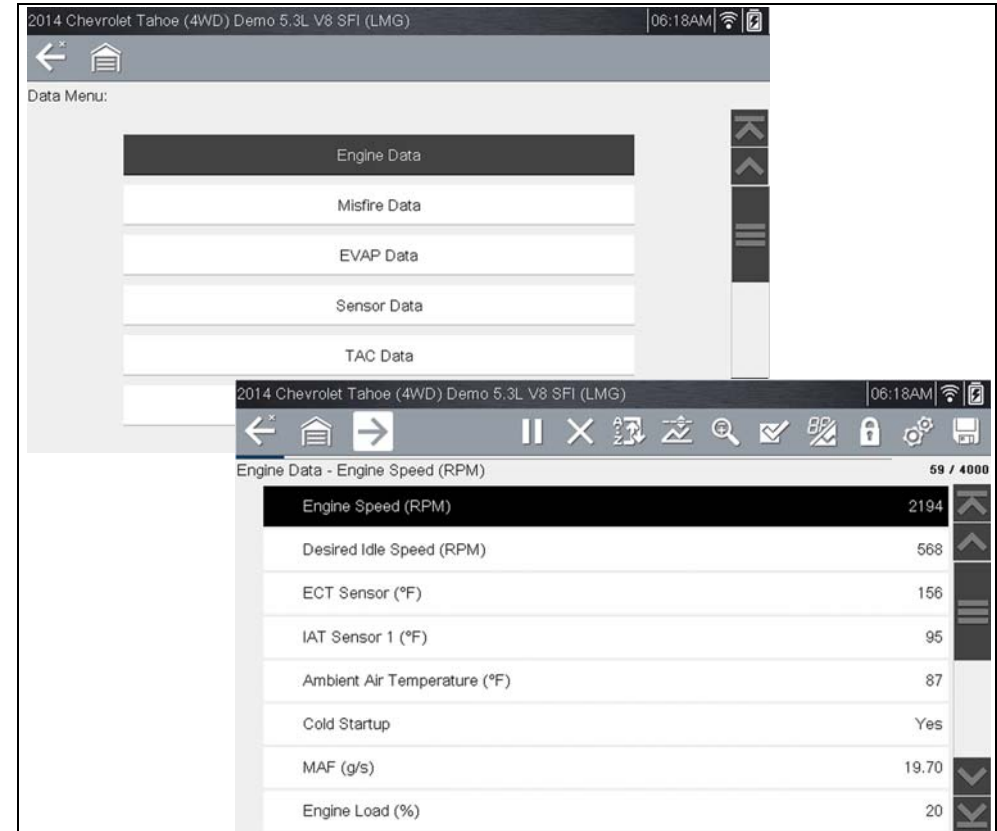 2014 Chevrolet Tahoe (4WD) Demo 5.3L V8 SFI (LMG) 06:18AM
Data Menu:
Engine Data
Misfire Data
EVAP Data
Sensor Data
TAC Data
2014 Chevrolet Tahoe (4WD) Demo 5.3L V8 SFI (LMG) 06:18AM
Engine Data - Engine Speed (RPM) 59 / 4000
Engine Speed (RPM) 2194
Desired Idle Speed (RPM) 568
ECT Sensor (°F) 156
IAT Sensor 1 (°F) 95
Ambient Air Temperature (°F) 87
Cold Startup Yes
MAF (g/s) 19.70
Engine Load (%) 20